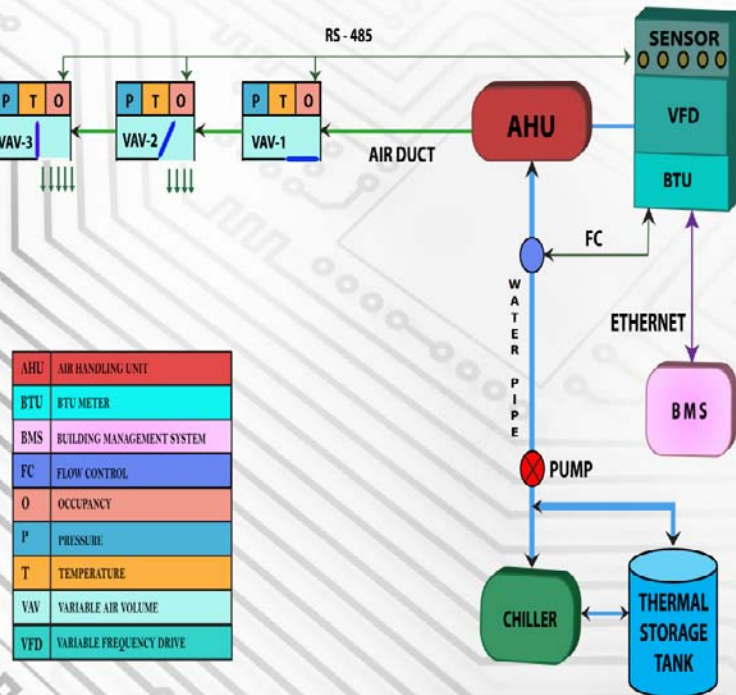 RS - 485
SENSOR
P T O
P T O
P T O
VAV-3
VAV-2
VAV-1
AHU
VFD
AIR DUCT
BTU
FC
WATER PIPE
ETHERNET
BMS
PUMP
CHILLER
THERMAL
STORAGE
TANK
AHU AIR HANDLING UNIT
BTU BTU METER
BMS BUILDING MANAGEMENT SYSTEM
FC FLOW CONTROL
O OCCUPANCY
P PRESSURE
T TEMPERATURE
VAV VARIABLE AIR VOLUME
VFD VARIABLE FREQUENCY DRIVE